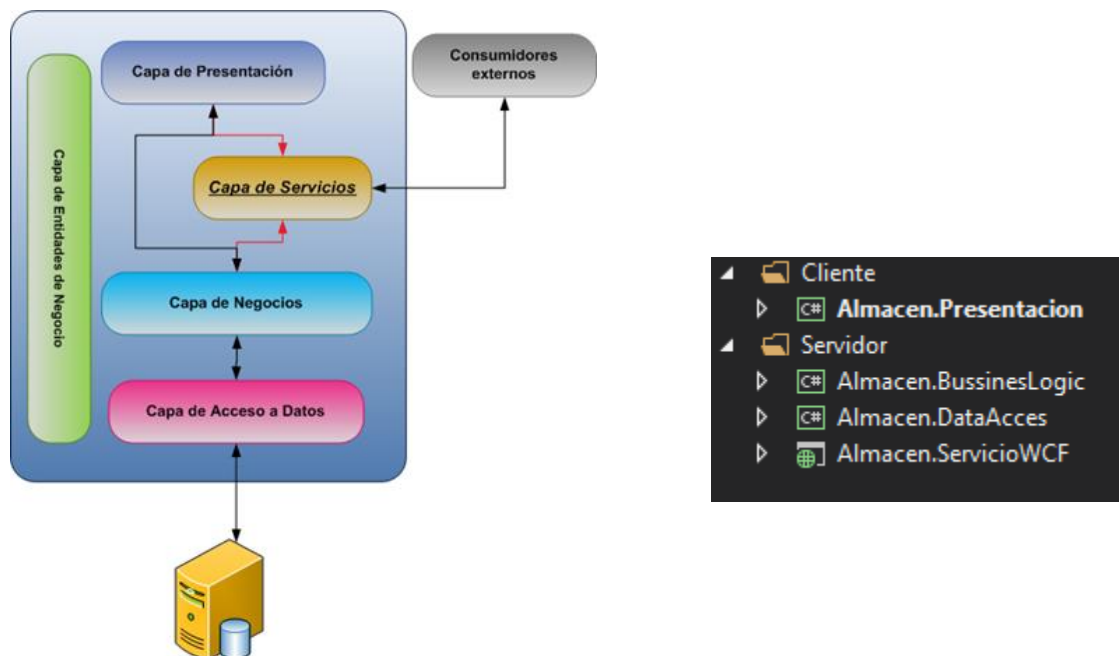 Capa de Presentación
Consumidores
externos
Capa de Entidades de Negocio
Capa de Servicios
Capa de Negocios
Capa de Acceso a Datos
Cliente
C# Almacen.Presentacion
Servidor
C# Almacen.BussinesLogic
C# Almacen.DataAcces
Almacen.ServicioWCF